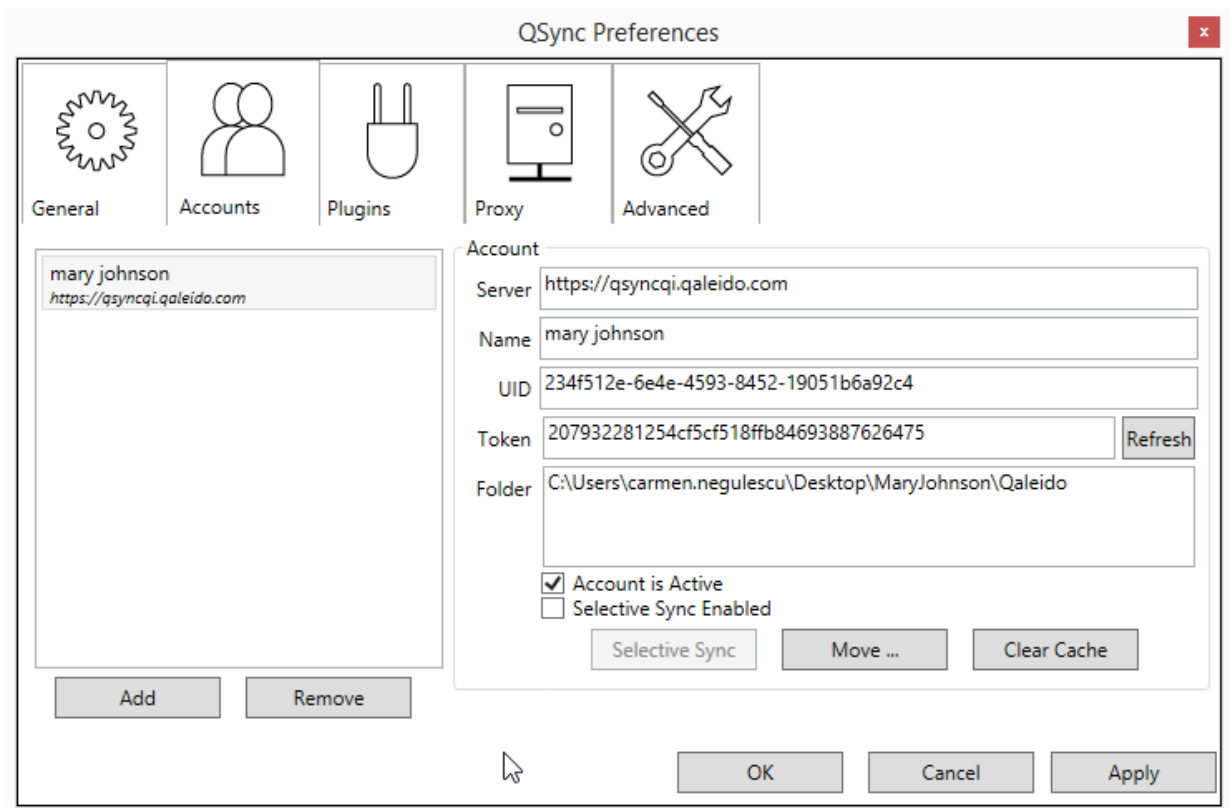 QSync Preferences
x
General
Accounts
Plugins
Proxy
Advanced
mary johnson
https://qsyncqi.qaleido.com
Account
Server https://qsyncqi.qaleido.com
Name mary johnson
UID 234f512e-6e4e-4593-8452-19051b6a92c4
Token 207932281254cf5cf518ffb84693887626475 Refresh
Folder C:\Users\carmen.negulescu\Desktop\MaryJohnson\Qaleido
Account is Active
Selective Sync Enabled
Selective Sync Move ... Clear Cache
Add Remove
OK Cancel Apply